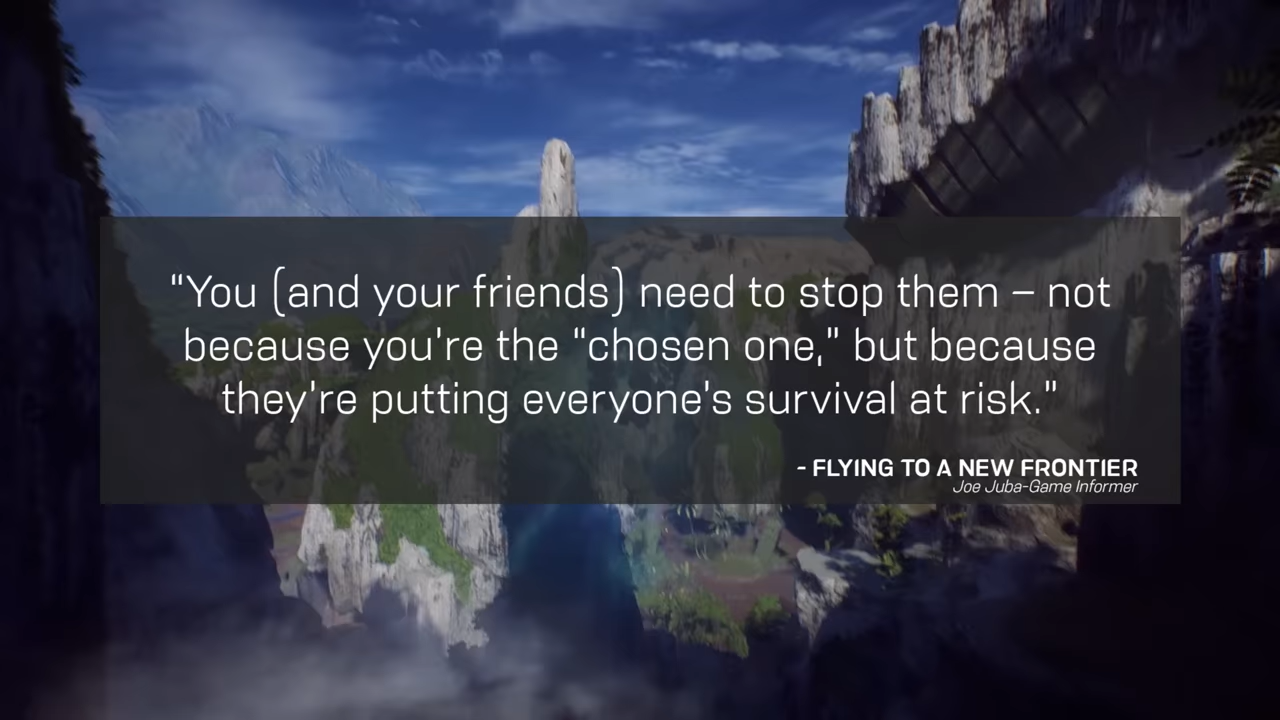 “You (and your friends) need to stop them – not
because you’re the “chosen one,” but because
they’re putting everyone’s survival at risk.”
- FLYING TO A NEW FRONTIER
Joe Juba-Game Informer